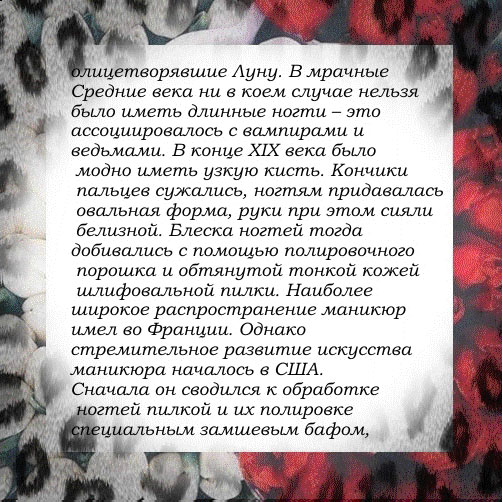 олицетворявшие Луну. В мрачные
Средние века ни в коем случае нельзя
было иметь длинные ногти – это
ассоциировалось с вампирами и
ведьмами. В конце XIX века было
модно иметь узкую кисть. Кончики
пальцев сужались, ногтям придавалась
овальная форма, руки при этом сияли
белизной. Блеска ногтей тогда
добивались с помощью полировочного
порошка и обтянутой тонкой кожей
шлифовальной пилки. Наиболее
широкое распространение маникюр
имел во Франции. Однако
стремительное развитие искусства
маникюра началось в США.
Сначала он сводился к обработке
ногтей пилкой и их полировке
специальным замшевым бафом,